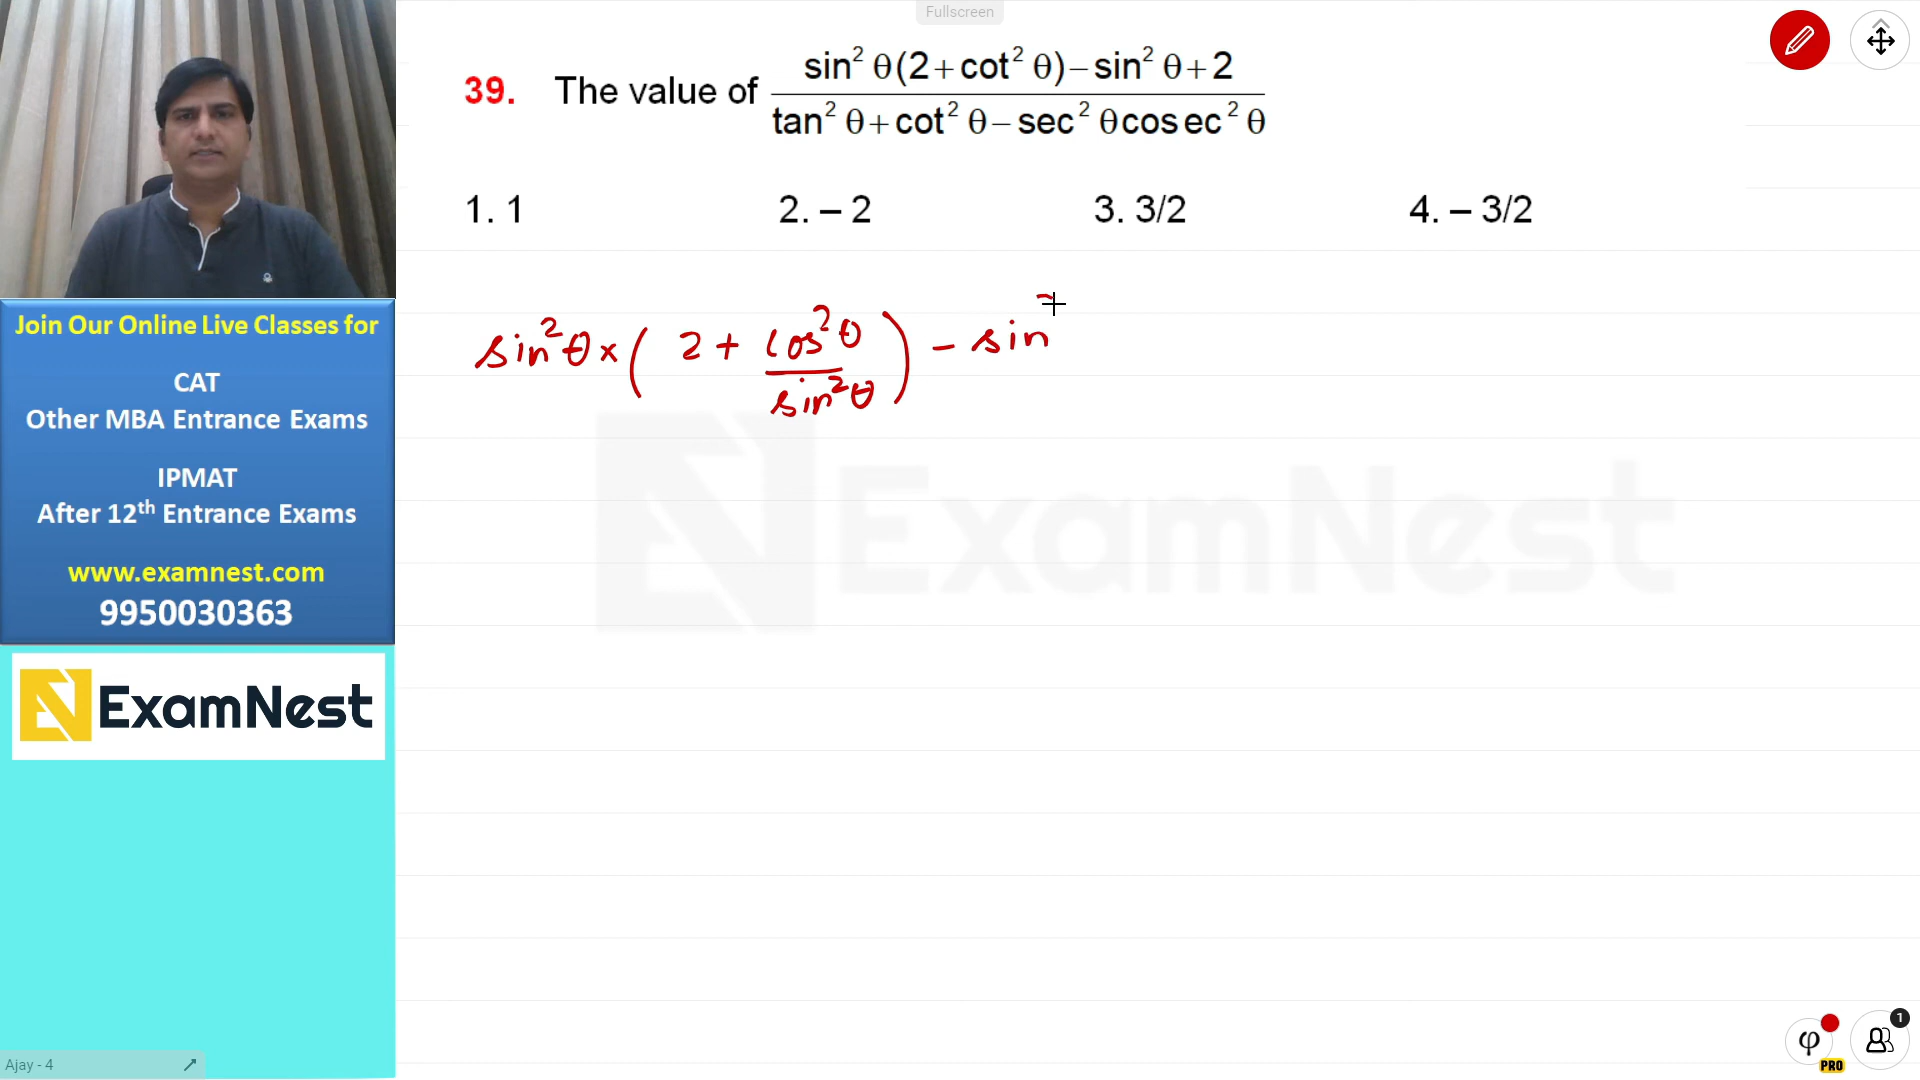 Fullscreen
39. The value of sin² θ(2+cot² θ)−sin² θ+2 / tan² θ+cot² θ−sec² θcosec² θ
1. 1 2. – 2 3. 3/2 4. – 3/2
sin²θ × ( 2 + cos²θ / sin²θ ) − sin
Join Our Online Live Classes for
CAT
Other MBA Entrance Exams
IPMAT
After 12th Entrance Exams
www.examnest.com
9950030363
ExamNest
ExamNest
Ajay - 4
1
φ
PRO